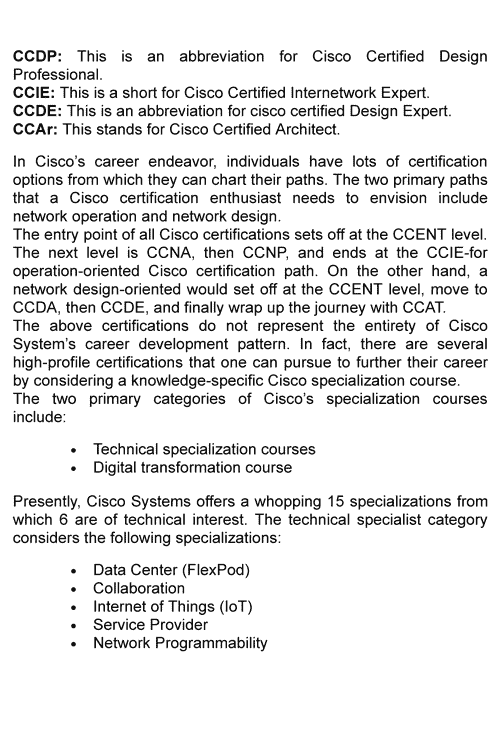 CCDP: This is an abbreviation for Cisco Certified Design
Professional.
CCIE: This is a short for Cisco Certified Internetwork Expert.
CCDE: This is an abbreviation for cisco certified Design Expert.
CCAr: This stands for Cisco Certified Architect.
In Cisco's career endeavor, individuals have lots of certification
options from which they can chart their paths. The two primary paths
that a Cisco certification enthusiast needs to envision include
network operation and network design.
The entry point of all Cisco certifications sets off at the CCENT level.
The next level is CCNA, then CCNP, and ends at the CCIE-for
operation-oriented Cisco certification path. On the other hand, a
network design-oriented would set off at the CCENT level, move to
CCDA, then CCDE, and finally wrap up the journey with CCAT.
The above certifications do not represent the entirety of Cisco
System's career development pattern. In fact, there are several
high-profile certifications that one can pursue to further their career
by considering a knowledge-specific Cisco specialization course.
The two primary categories of Cisco's specialization courses
include:
• Technical specialization courses
• Digital transformation course
Presently, Cisco Systems offers a whopping 15 specializations from
which 6 are of technical interest. The technical specialist category
considers the following specializations:
• Data Center (FlexPod)
• Collaboration
• Internet of Things (IoT)
• Service Provider
• Network Programmability